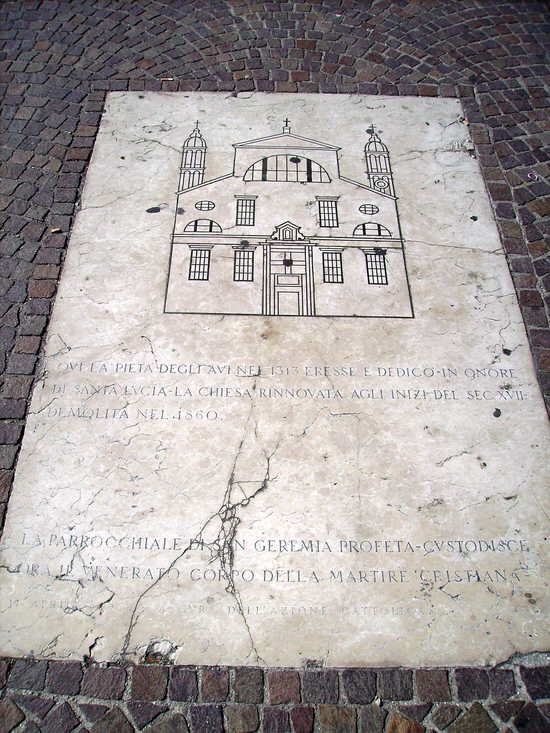 QVI LA PIETÀ DEGLI AVI NEL 1313 ERESSE E DEDICÒ-IN ONORE
DI SANTA LVCIA-LA CHIESA RINNOVATA AGLI INIZI DEL SEC XVII-
DEMOLITA NEL 1860.
LA PARROCCHIALE DI SAN GEREMIA PROFETA-CVSTODISCE
ORA IL VENERATO CORPO DELLA MARTIRE CRISTIANA
DELL'AZIONE CATTOLICA